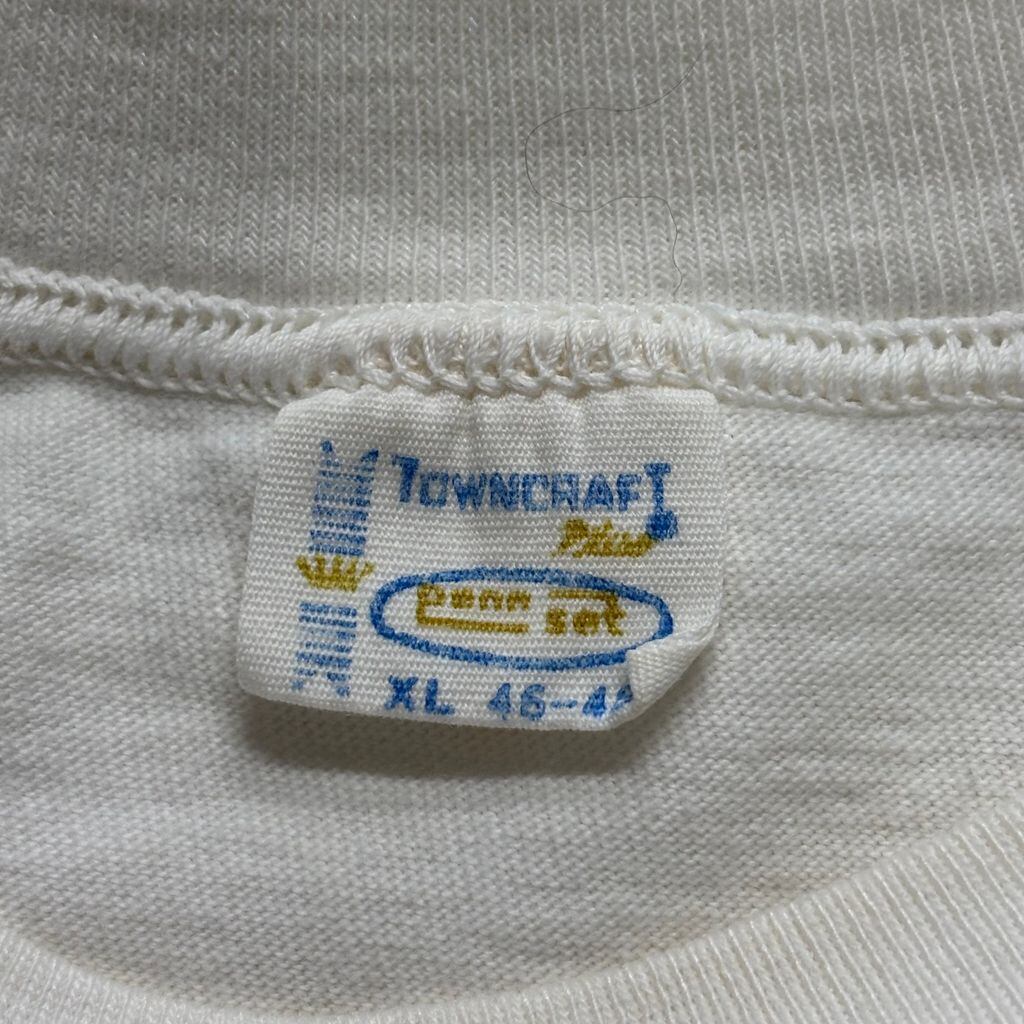 TOWNCRAFT
Plus
penn set
XL 46-4